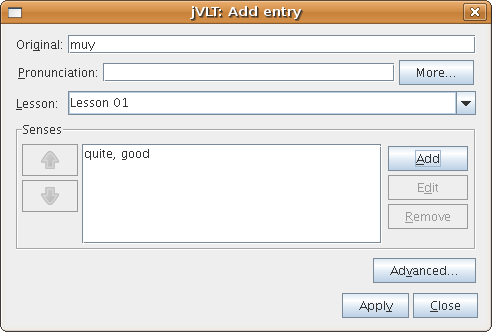 jVLT: Add entry
Original: muy
Pronunciation: More...
Lesson: Lesson 01
Senses
quite, good
Add
Edit
Remove
Advanced...
Apply Close